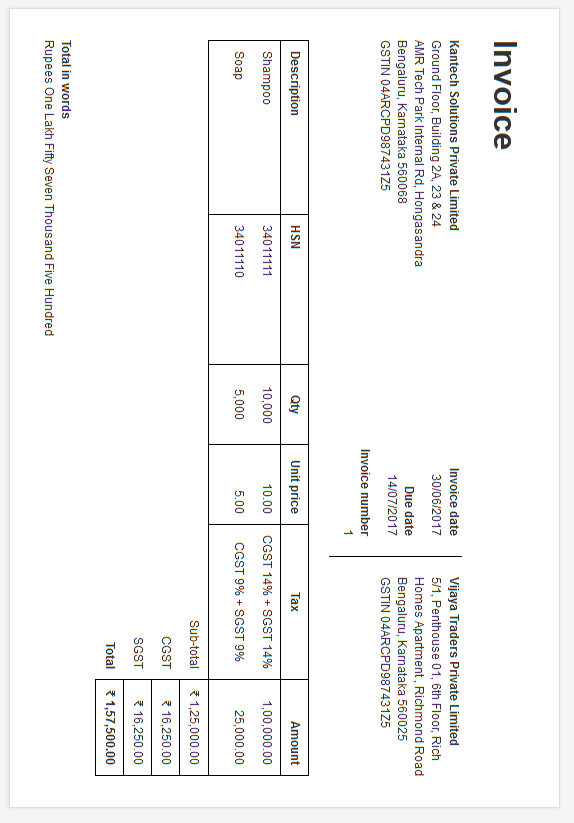 Invoice
Kantech Solutions Private Limited
Ground Floor, Building 2A, 23 & 24
AMR Tech Park Internal Rd, Hongasandra
Bengaluru, Karnataka 560068
GSTIN 04ARCPD987431Z5
Invoice date
30/06/2017
Due date
14/07/2017
Invoice number
1
Vijaya Traders Private Limited
5/1, Penthouse 01, 6th Floor, Rich
Homes Apartment , Richmond Road
Bengaluru, Karnataka 560025
GSTIN 04ARCPD987431Z5
Description HSN Qty Unit price Tax Amount
Shampoo 34011111 10,000 10.00 CGST 14% + SGST 14% 1,00,000.00
Soap 34011110 5,000 5.00 CGST 9% + SGST 9% 25,000.00
Sub-total ₹ 1,25,000.00
CGST ₹ 16,250.00
SGST ₹ 16,250.00
Total ₹ 1,57,500.00
Total in words
Rupees One Lakh Fifty Seven Thousand Five Hundred